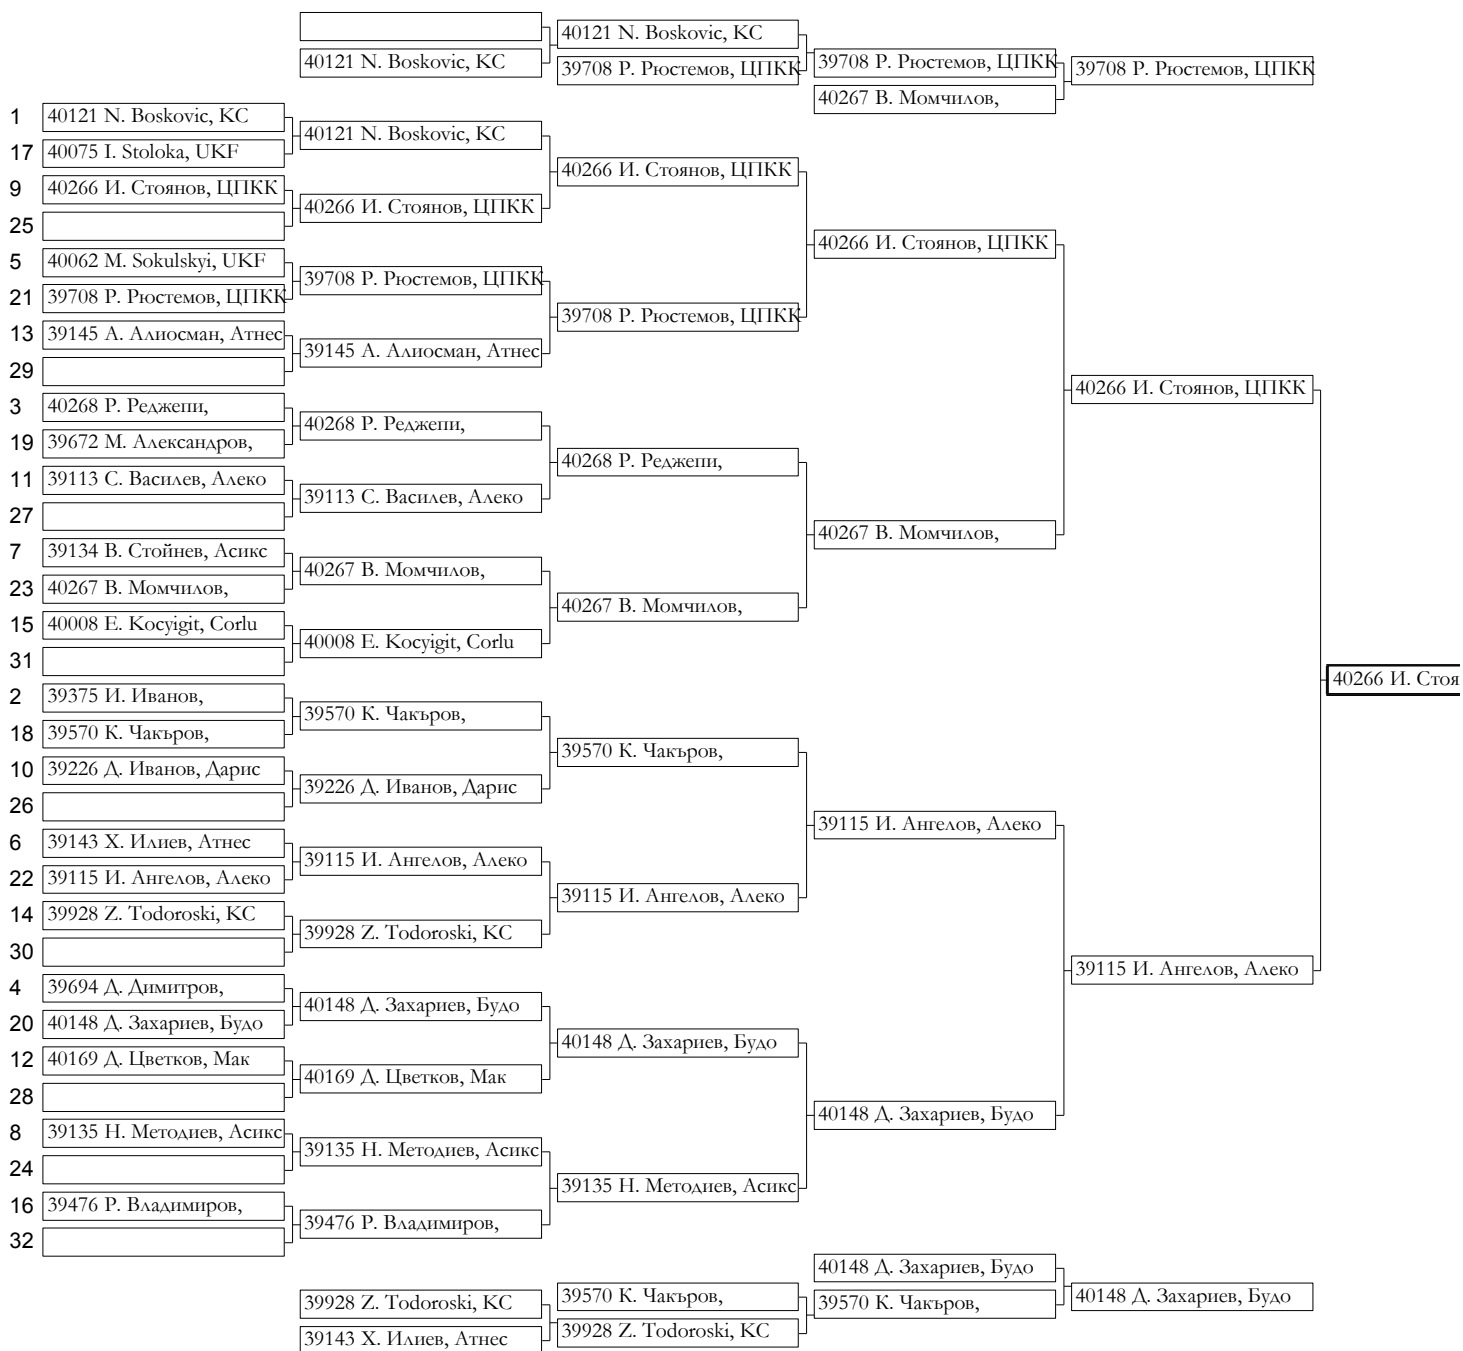 40121 N. Boskovic, KC
40121 N. Boskovic, KC
39708 Р. Рюстемов, ЦПКК
39708 Р. Рюстемов, ЦПКК
40267 В. Момчилов,
39708 Р. Рюстемов, ЦПКК
1 40121 N. Boskovic, KC
17 40075 I. Stoloka, UKF
9 40266 И. Стоянов, ЦПКК
25
5 40062 M. Sokulskyi, UKF
21 39708 Р. Рюстемов, ЦПКК
13 39145 А. Алиосман, Атнес
29
3 40268 Р. Реджепи,
19 39672 М. Александров,
11 39113 С. Василев, Алеко
27
7 39134 В. Стойнев, Асикс
23 40267 В. Момчилов,
15 40008 E. Kocyigit, Corlu
31
2 39375 И. Иванов,
18 39570 К. Чакъров,
10 39226 Д. Иванов, Дарис
26
6 39143 Х. Илиев, Атнес
22 39115 И. Ангелов, Алеко
14 39928 Z. Todoroski, KC
30
4 39694 Д. Димитров,
20 40148 Д. Захариев, Будо
12 40169 Д. Цветков, Мак
28
8 39135 Н. Методиев, Асикс
24
16 39476 Р. Владимиров,
32
40121 N. Boskovic, KC
40266 И. Стоянов, ЦПКК
39708 Р. Рюстемов, ЦПКК
39145 А. Алиосман, Атнес
40268 Р. Реджепи,
39113 С. Василев, Алеко
40267 В. Момчилов,
40008 E. Kocyigit, Corlu
39570 К. Чакъров,
39226 Д. Иванов, Дарис
39115 И. Ангелов, Алеко
39928 Z. Todoroski, KC
40148 Д. Захариев, Будо
40169 Д. Цветков, Мак
39135 Н. Методиев, Асикс
39476 Р. Владимиров,
40266 И. Стоянов, ЦПКК
39708 Р. Рюстемов, ЦПКК
40268 Р. Реджепи,
40267 В. Момчилов,
39570 К. Чакъров,
39115 И. Ангелов, Алеко
40148 Д. Захариев, Будо
39135 Н. Методиев, Асикс
40266 И. Стоянов, ЦПКК
40267 В. Момчилов,
39115 И. Ангелов, Алеко
40148 Д. Захариев, Будо
40266 И. Стоянов, ЦПКК
39115 И. Ангелов, Алеко
40266 И.
39928 Z. Todoroski, KC
39143 Х. Илиев, Атнес
39570 К. Чакъров,
39928 Z. Todoroski, KC
40148 Д. Захариев, Будо
39570 К. Чакъров,
40148 Д. Захариев, Будо